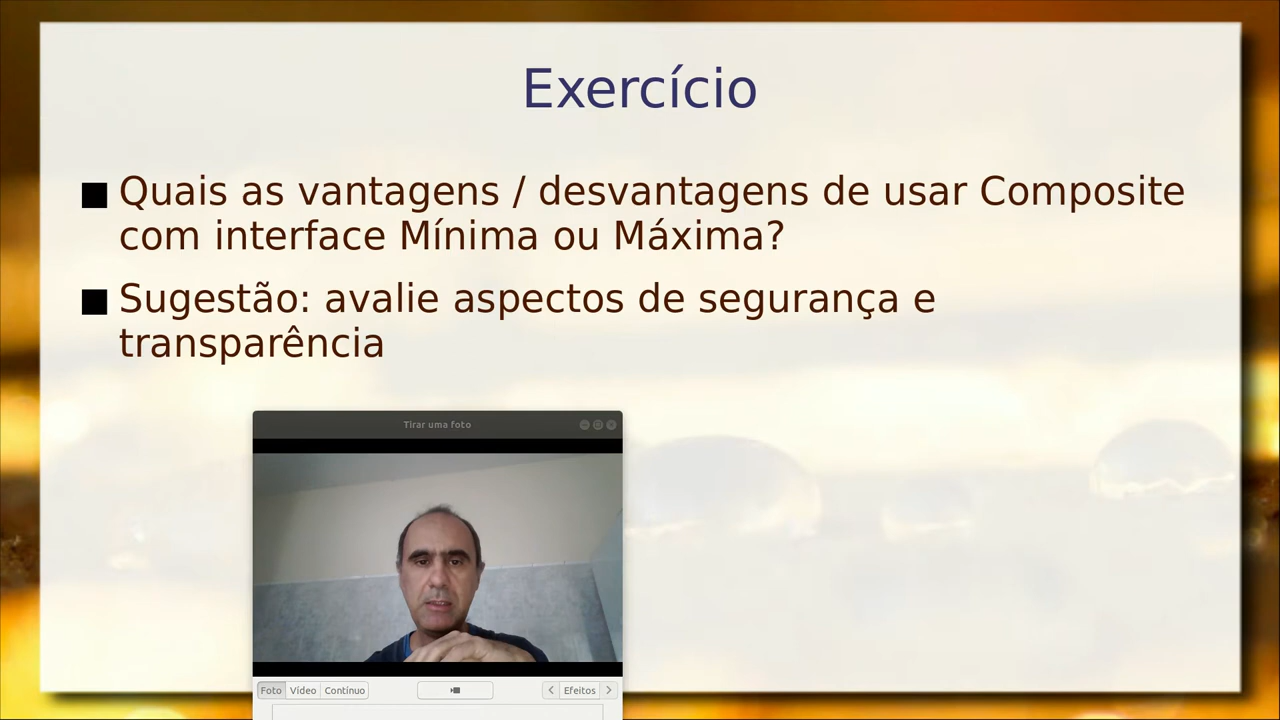 Exercício
Quais as vantagens / desvantagens de usar Composite
com interface Mínima ou Máxima?
Sugestão: avalie aspectos de segurança e
transparência
Tirar uma foto
Foto Vídeo Contínuo Efeitos